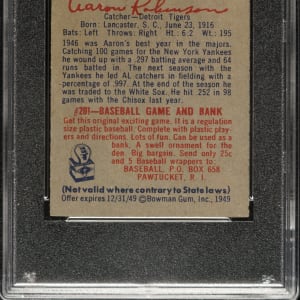 Aaron Robinson
Catcher—Detroit Tigers
Born: Lancaster, S. C., June 23, 1916
Bats: Left Throws: Right Ht.: 6.2 Wt.: 195
1946 was Aaron's best year in the majors.
Catching 100 games for the New York Yankees
he wound up with a .297 batting average and 64
runs batted in. The next season with the
Yankees he led AL catchers in fielding with a
percentage of .997. At the end of the season he
was traded to the White Sox. He hit .252 in 98
games with the Chisox last year.
#201—BASEBALL GAME AND BANK
Get this original exciting game. It is a regulation
size plastic baseball. Complete with plastic play-
ers and directions. Lots of fun. Can be used as
a bank. A swell ornament for the
den. Big bargain. Send only 25c
and 5 Baseball wrappers to:
BASEBALL, P.O. BOX 658
PAWTUCKET, R. I.
(Not valid where contrary to State laws)
Offer expires 12/31/49 ©Bowman Gum, Inc., 1949